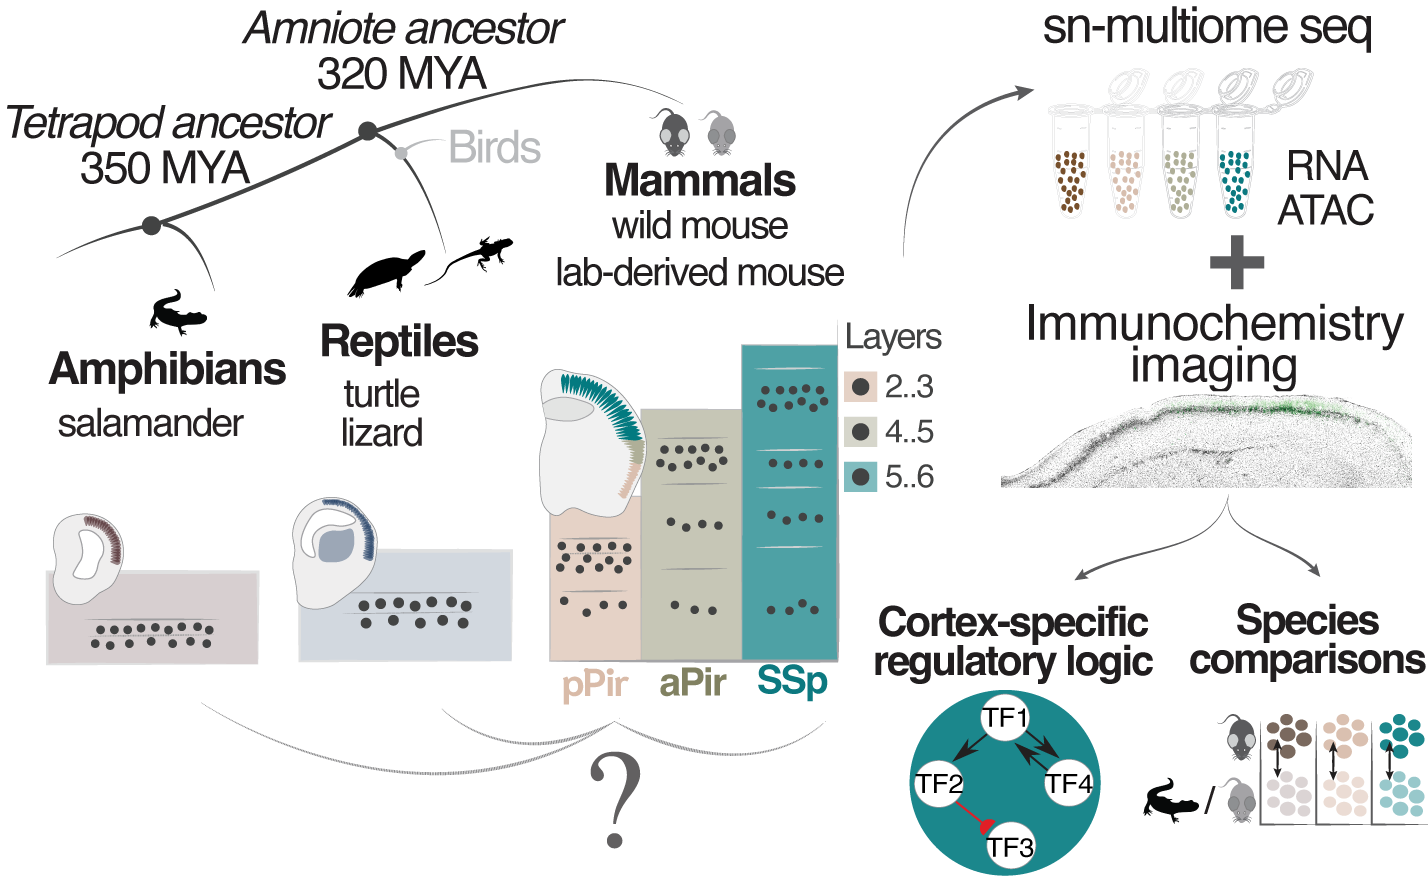 Amniote ancestor
320 MYA
Tetrapod ancestor
350 MYA
Birds
Mammals
wild mouse
lab-derived mouse
Reptiles
turtle
lizard
Amphibians
salamander
Layers
2..3
4..5
5..6
pPir
aPir
SSp
?
sn-multiome seq
RNA
ATAC
+
Immunochemistry
imaging
Cortex-specific
regulatory logic
TF1
TF2
TF4
TF3
Species
comparisons
/